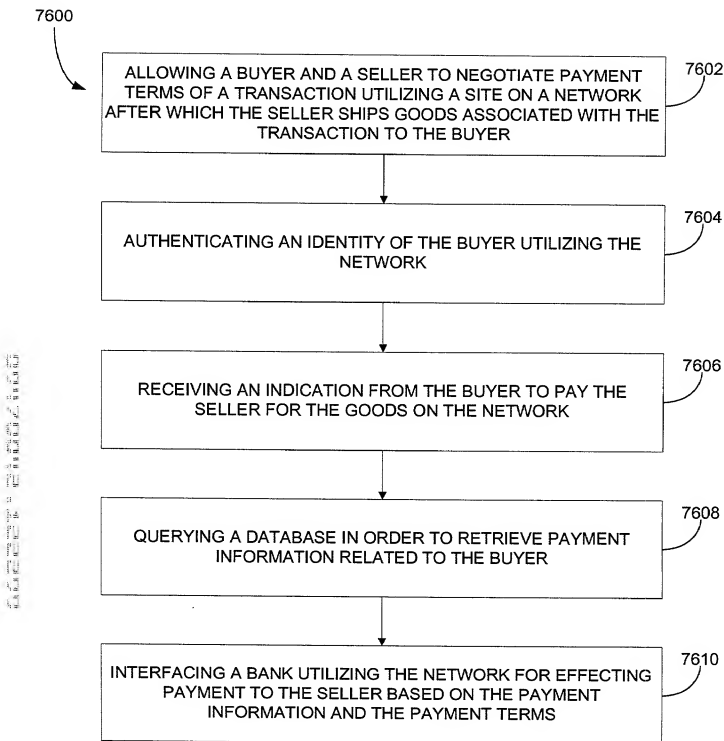 7600
7602
ALLOWING A BUYER AND A SELLER TO NEGOTIATE PAYMENT
TERMS OF A TRANSACTION UTILIZING A SITE ON A NETWORK
AFTER WHICH THE SELLER SHIPS GOODS ASSOCIATED WITH THE
TRANSACTION TO THE BUYER
7604
AUTHENTICATING AN IDENTITY OF THE BUYER UTILIZING THE
NETWORK
7606
RECEIVING AN INDICATION FROM THE BUYER TO PAY THE
SELLER FOR THE GOODS ON THE NETWORK
7608
QUERYING A DATABASE IN ORDER TO RETRIEVE PAYMENT
INFORMATION RELATED TO THE BUYER
7610
INTERFACING A BANK UTILIZING THE NETWORK FOR EFFECTING
PAYMENT TO THE SELLER BASED ON THE PAYMENT
INFORMATION AND THE PAYMENT TERMS